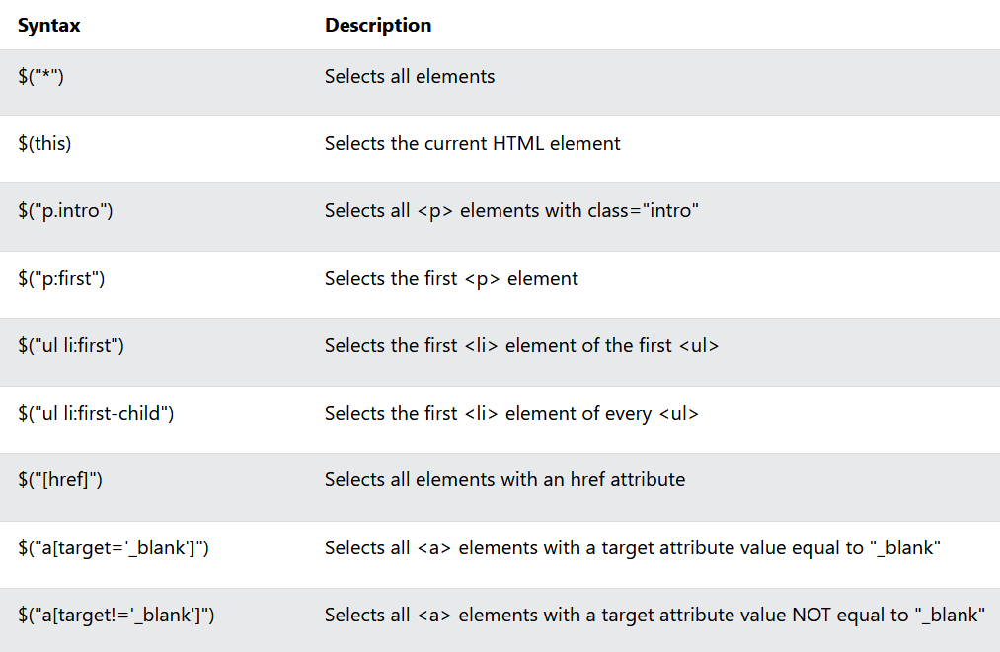 Syntax Description
$("*") Selects all elements
$(this) Selects the current HTML element
$("p.intro") Selects all <p> elements with class="intro"
$("p:first") Selects the first <p> element
$("ul li:first") Selects the first <li> element of the first <ul>
$("ul li:first-child") Selects the first <li> element of every <ul>
$("[href]") Selects all elements with an href attribute
$("a[target='_blank']") Selects all <a> elements with a target attribute value equal to "_blank"
$("a[target!='_blank']") Selects all <a> elements with a target attribute value NOT equal to "_blank"